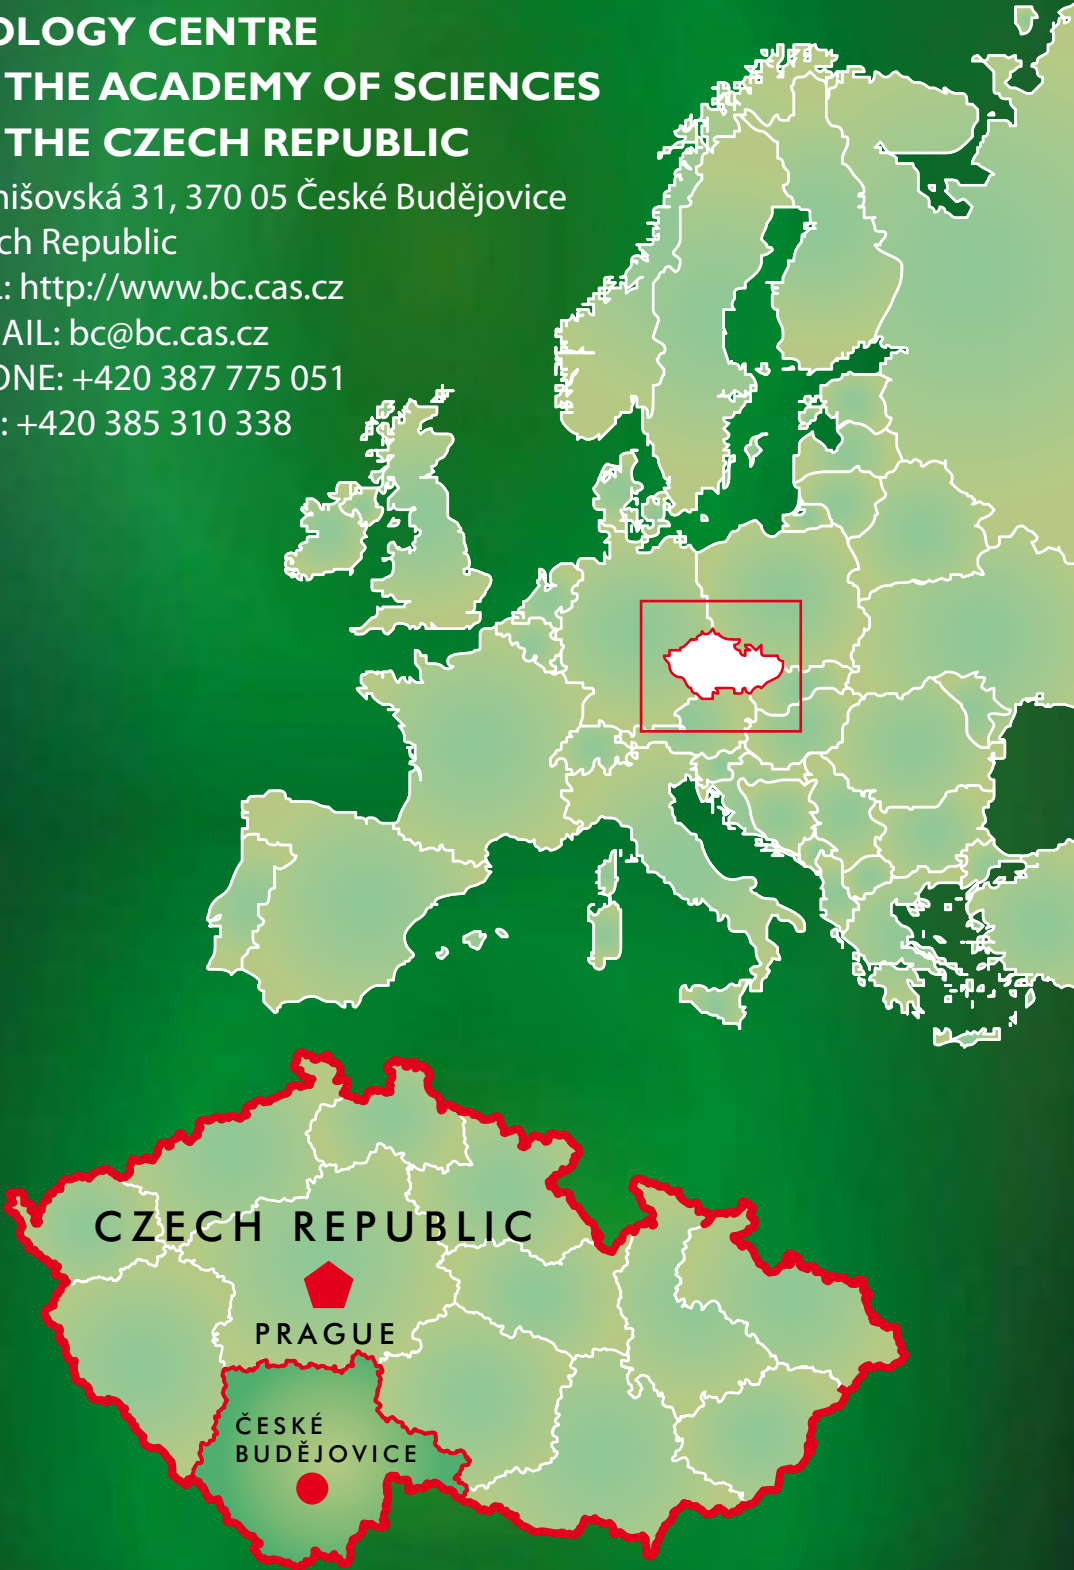 OLOGY CENTRE
THE ACADEMY OF SCIENCES
THE CZECH REPUBLIC
nišovská 31, 370 05 České Budějovice
ch Republic
: http://www.bc.cas.cz
AIL: bc@bc.cas.cz
ONE: +420 387 775 051
: +420 385 310 338
CZECH REPUBLIC
PRAGUE
ČESKÉ
BUDĚJOVICE